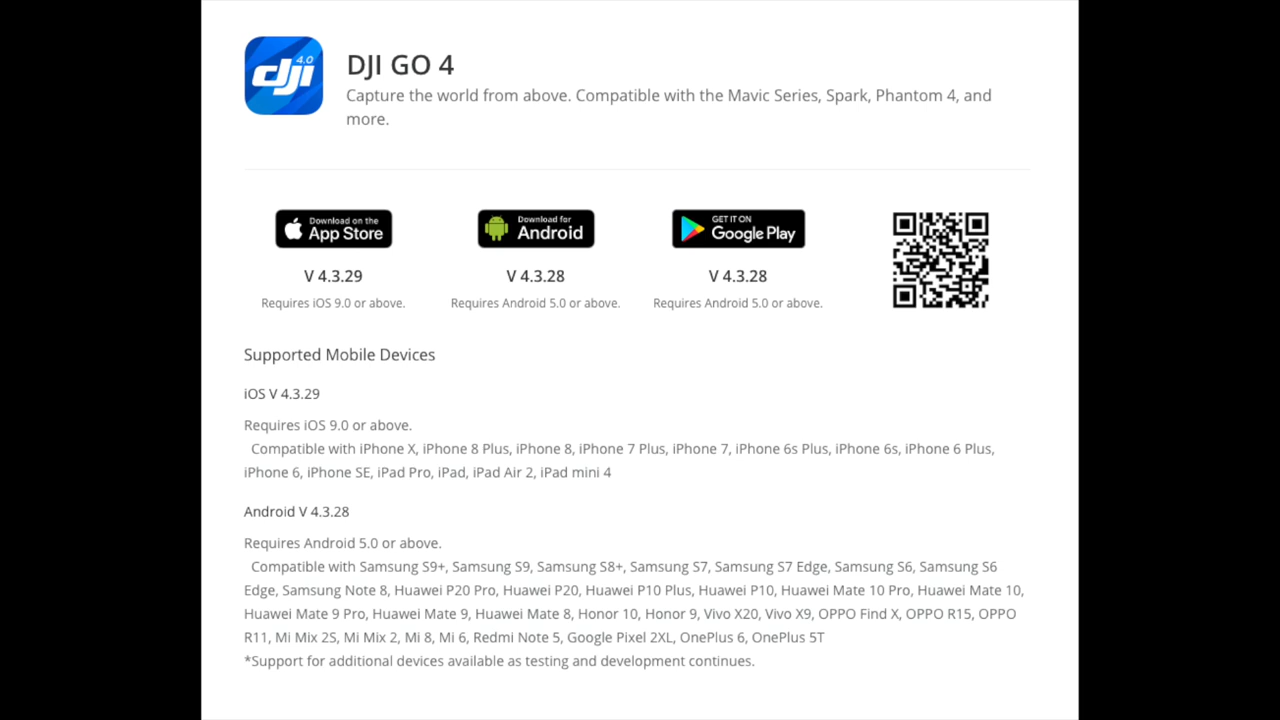 dji 4.0
DJI GO 4
Capture the world from above. Compatible with the Mavic Series, Spark, Phantom 4, and
more.
Download on the
App Store
Download for
Android
GET IT ON
Google Play
V 4.3.29
V 4.3.28
V 4.3.28
Requires iOS 9.0 or above.
Requires Android 5.0 or above.
Requires Android 5.0 or above.
Supported Mobile Devices
iOS V 4.3.29
Requires iOS 9.0 or above.
Compatible with iPhone X, iPhone 8 Plus, iPhone 8, iPhone 7 Plus, iPhone 7, iPhone 6s Plus, iPhone 6s, iPhone 6 Plus,
iPhone 6, iPhone SE, iPad Pro, iPad, iPad Air 2, iPad mini 4
Android V 4.3.28
Requires Android 5.0 or above.
Compatible with Samsung S9+, Samsung S9, Samsung S8+, Samsung S7, Samsung S7 Edge, Samsung S6, Samsung S6
Edge, Samsung Note 8, Huawei P20 Pro, Huawei P20, Huawei P10 Plus, Huawei P10, Huawei Mate 10 Pro, Huawei Mate 10,
Huawei Mate 9 Pro, Huawei Mate 9, Huawei Mate 8, Honor 10, Honor 9, Vivo X20, Vivo X9, OPPO Find X, OPPO R15, OPPO
R11, Mi Mix 2S, Mi Mix 2, Mi 8, Mi 6, Redmi Note 5, Google Pixel 2XL, OnePlus 6, OnePlus 5T
*Support for additional devices available as testing and development continues.